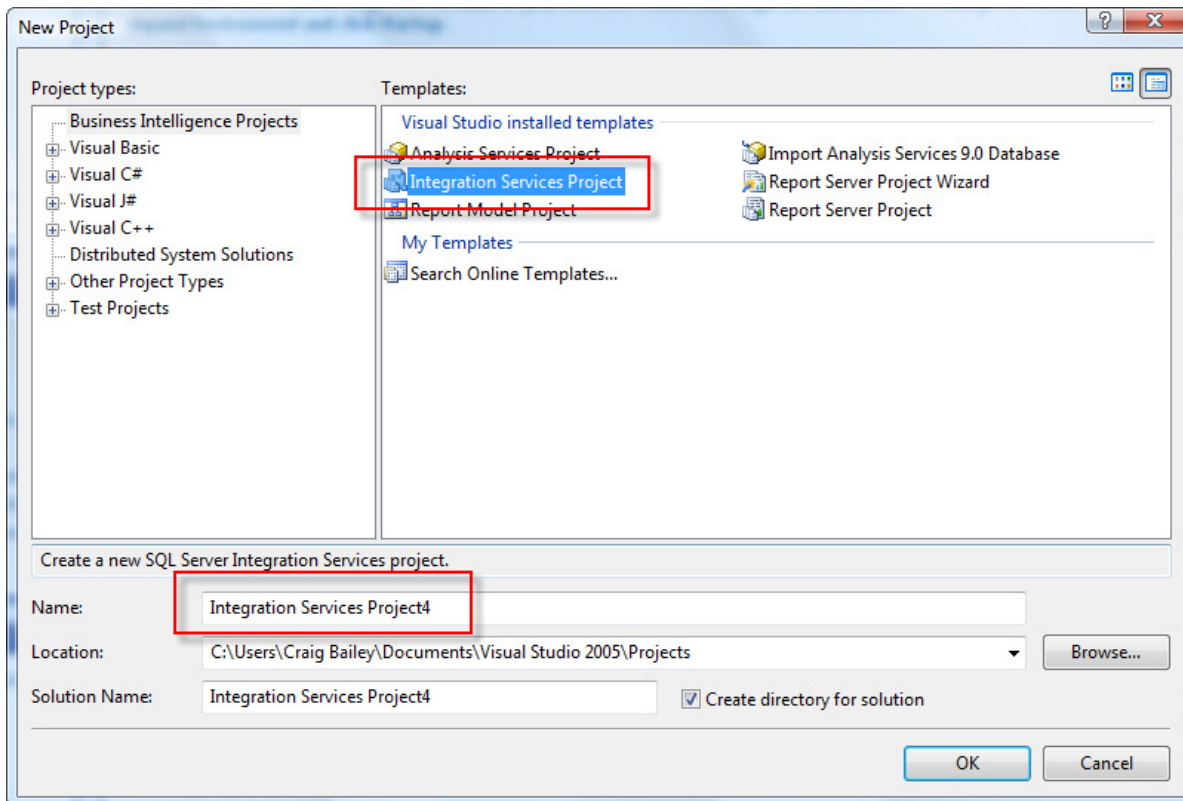 New Project
Project types:
Templates:
Business Intelligence Projects
Visual Basic
Visual C#
Visual J#
Visual C++
Distributed System Solutions
Other Project Types
Test Projects
Visual Studio installed templates
Analysis Services Project
Integration Services Project
Report Model Project
Import Analysis Services 9.0 Database
Report Server Project Wizard
Report Server Project
My Templates
Search Online Templates...
Create a new SQL Server Integration Services project.
Name: Integration Services Project4
Location: C:\Users\Craig Bailey\Documents\Visual Studio 2005\Projects Browse...
Solution Name: Integration Services Project4 Create directory for solution
OK Cancel